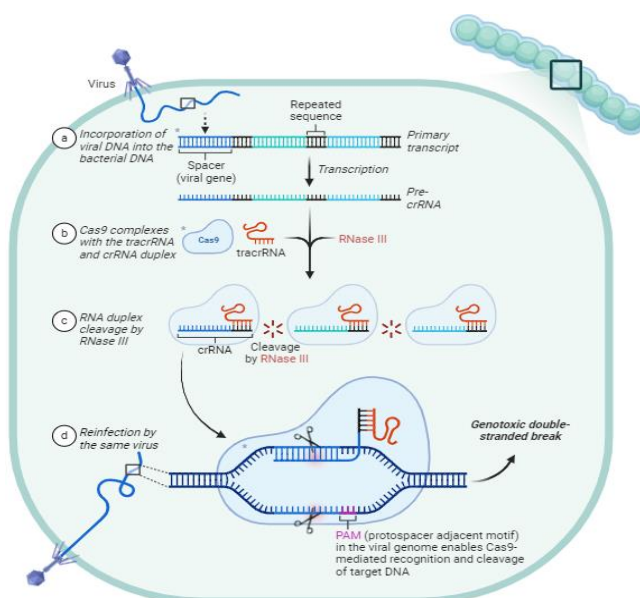 Virus
a
Incorporation of
viral DNA into the
bacterial DNA
*
Repeated
sequence
Primary
transcript
Spacer
(viral gene)
Transcription
Pre-
crRNA
b
Cas9 complexes
with the tracrRNA
and crRNA duplex
*
Cas9
tracrRNA
RNase III
c
RNA duplex
cleavage by
RNase III
crRNA
Cleavage
by RNase III
d
Reinfection by
the same virus
*
Genotoxic double-
stranded break
PAM (protospacer adjacent motif)
in the viral genome enables Cas9-
mediated recognition and cleavage
of target DNA